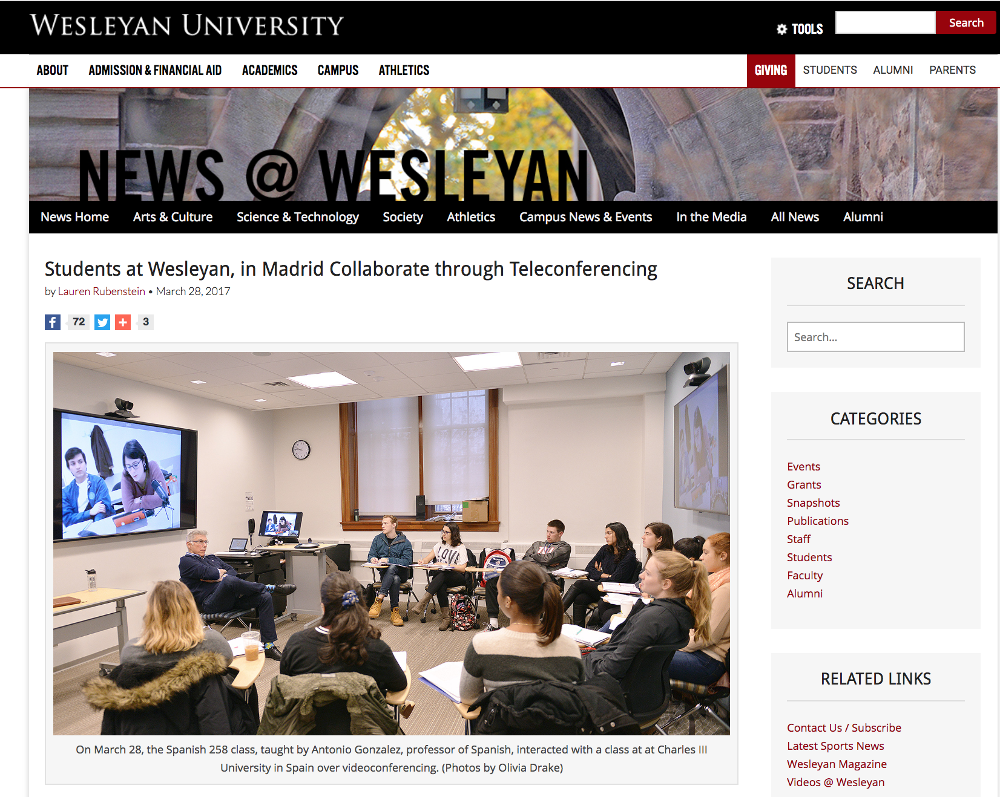 WESLEYAN UNIVERSITY
TOOLS
Search
ABOUT ADMISSION & FINANCIAL AID ACADEMICS CAMPUS ATHLETICS
GIVING STUDENTS ALUMNI PARENTS
NEWS @ WESLEYAN
News Home Arts & Culture Science & Technology Society Athletics Campus News & Events In the Media All News Alumni
Students at Wesleyan, in Madrid Collaborate through Teleconferencing
by Lauren Rubenstein • March 28, 2017
f 72 + 3
LOVE
On March 28, the Spanish 258 class, taught by Antonio Gonzalez, professor of Spanish, interacted with a class at at Charles III
University in Spain over videoconferencing. (Photos by Olivia Drake)
SEARCH
Search...
CATEGORIES
Events
Grants
Snapshots
Publications
Staff
Students
Faculty
Alumni
RELATED LINKS
Contact Us / Subscribe
Latest Sports News
Wesleyan Magazine
Videos @ Wesleyan